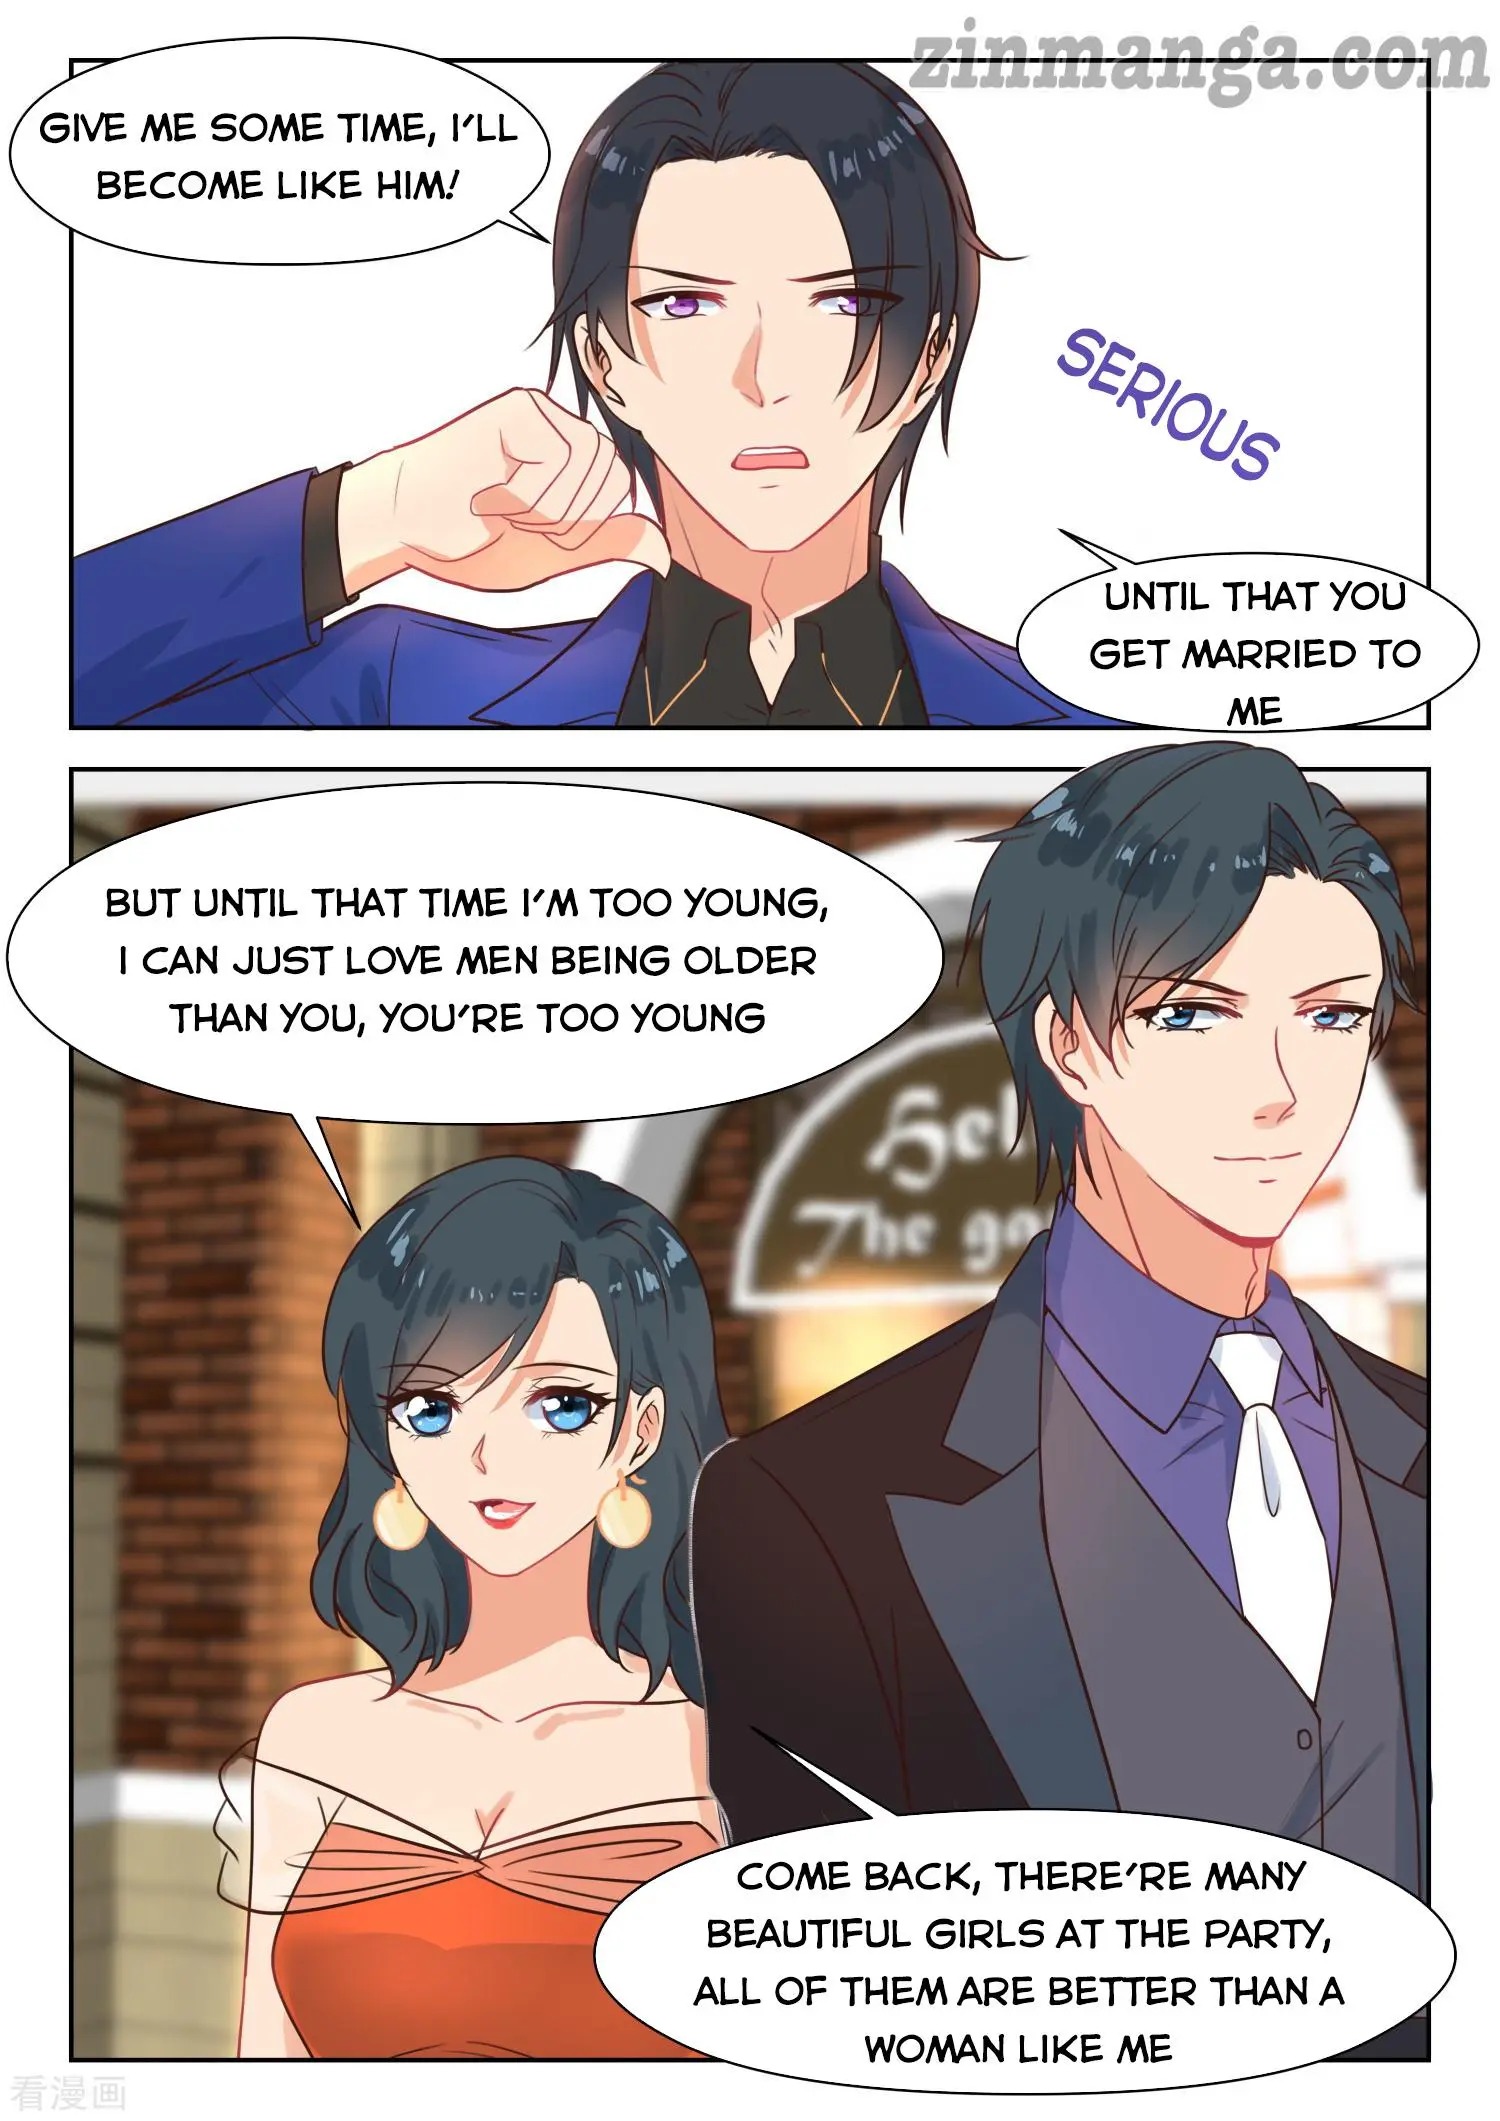 zinmanga.com
GIVE ME SOME TIME, I'LL
BECOME LIKE HIM!
SERIOUS
UNTIL THAT YOU
GET MARRIED TO
ME
BUT UNTIL THAT TIME I'M TOO YOUNG,
I CAN JUST LOVE MEN BEING OLDER
THAN YOU, YOU'RE TOO YOUNG
Hel
The ga
COME BACK, THERE'RE MANY
BEAUTIFUL GIRLS AT THE PARTY,
ALL OF THEM ARE BETTER THAN A
WOMAN LIKE ME
看漫画